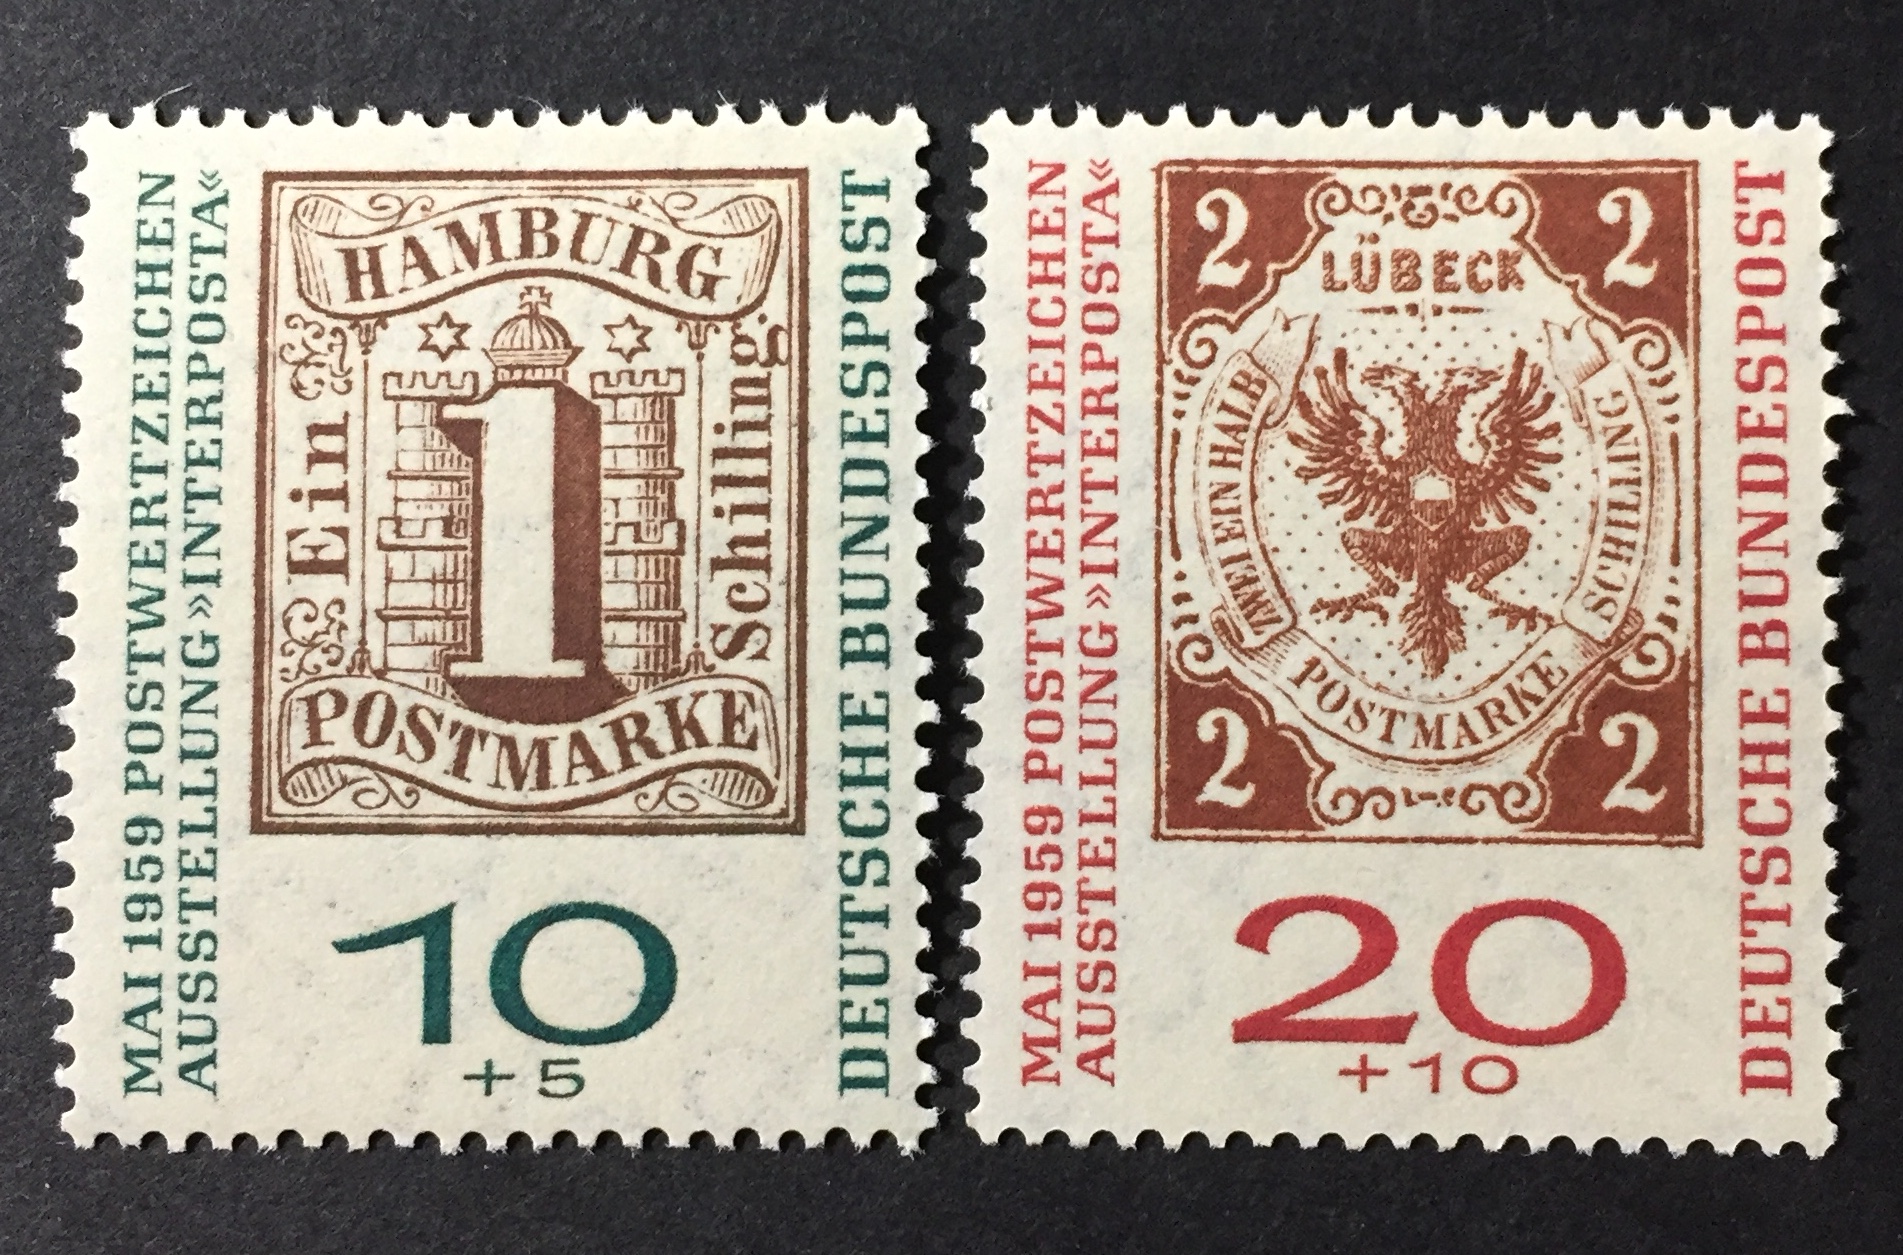 MAI 1959 POSTWERTZEICHEN
AUSSTELLUNG »INTERPOSTA«
HAMBURG
Ein
1
Schilling
POSTMARKE
10
+5
DEUTSCHE BUNDESPOST
MAI 1959 POSTWERTZEICHEN
AUSSTELLUNG »INTERPOSTA«
2 2
LÜBECK
ZWEI EIN HALB
SCHILLING
POSTMARKE
2 2
20
+10
DEUTSCHE BUNDESPOST